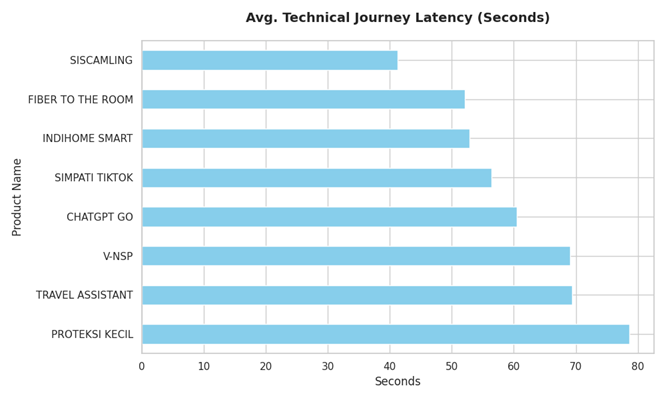 Avg. Technical Journey Latency (Seconds)
Product Name
SISCAMLING
FIBER TO THE ROOM
INDIHOME SMART
SIMPATI TIKTOK
CHATGPT GO
V-NSP
TRAVEL ASSISTANT
PROTEKSI KECIL
0 10 20 30 40 50 60 70 80
Seconds